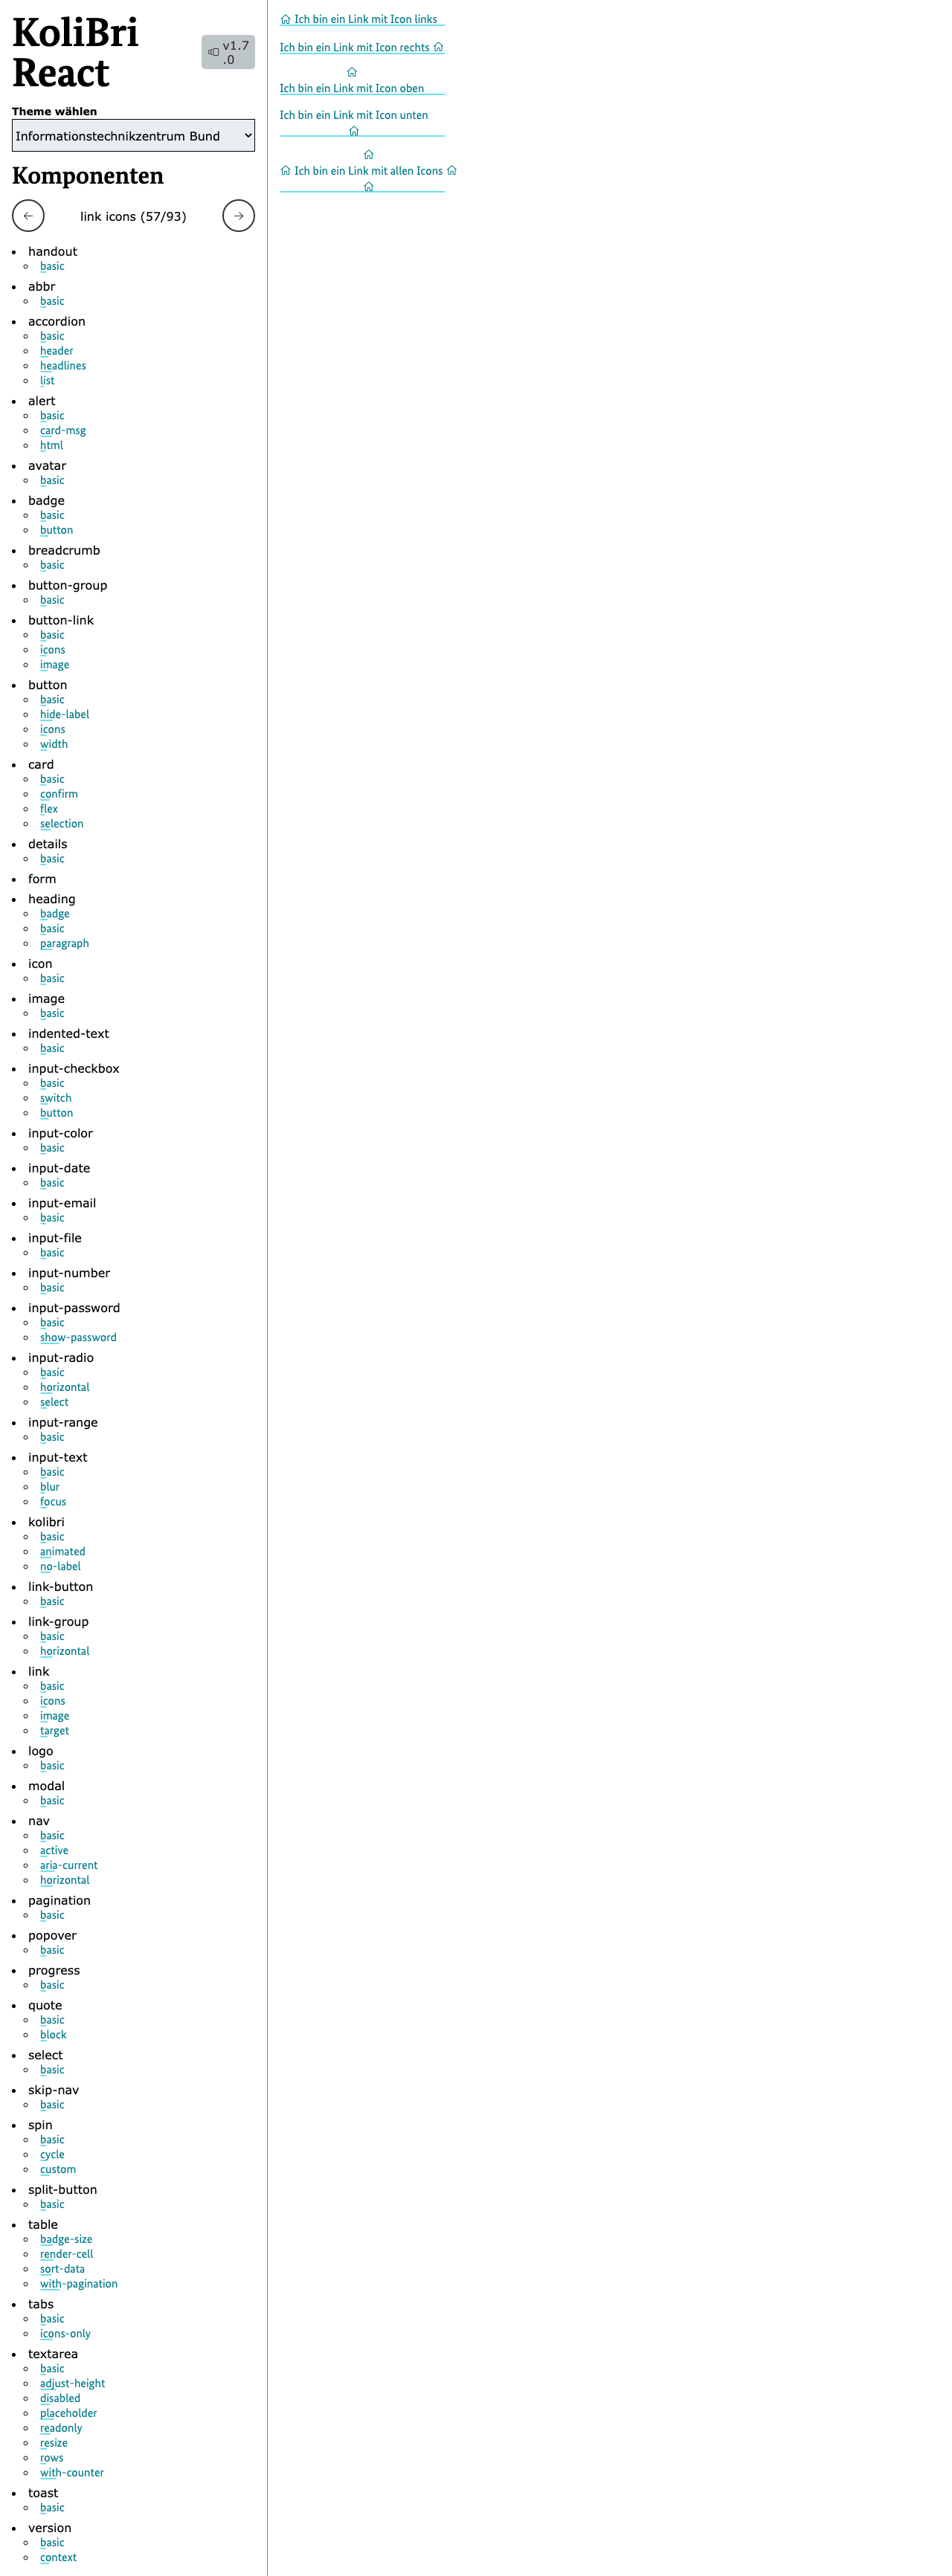 KoliBri
React
v1.7
.0
Theme wählen
Informationstechnikzentrum Bund
Komponenten
link icons (57/93)
handout
basic
abbr
basic
accordion
basic
header
headlines
list
alert
basic
card-msg
html
avatar
basic
badge
basic
button
breadcrumb
basic
button-group
basic
button-link
basic
icons
image
button
basic
hide-label
icons
width
card
basic
confirm
flex
selection
details
basic
form
heading
badge
basic
paragraph
icon
basic
image
basic
indented-text
basic
input-checkbox
basic
switch
button
input-color
basic
input-date
basic
input-email
basic
input-file
basic
input-number
basic
input-password
basic
show-password
input-radio
basic
horizontal
select
input-range
basic
input-text
basic
blur
focus
kolibri
basic
animated
no-label
link-button
basic
link-group
basic
horizontal
link
basic
icons
image
target
logo
basic
modal
basic
nav
basic
active
aria-current
horizontal
pagination
basic
popover
basic
progress
basic
quote
basic
block
select
basic
skip-nav
basic
spin
basic
cycle
custom
split-button
basic
table
badge-size
render-cell
sort-data
with-pagination
tabs
basic
icons-only
textarea
basic
adjust-height
disabled
placeholder
readonly
resize
rows
with-counter
toast
basic
version
basic
context
Ich bin ein Link mit Icon links
Ich bin ein Link mit Icon rechts
Ich bin ein Link mit Icon oben
Ich bin ein Link mit Icon unten
Ich bin ein Link mit allen Icons